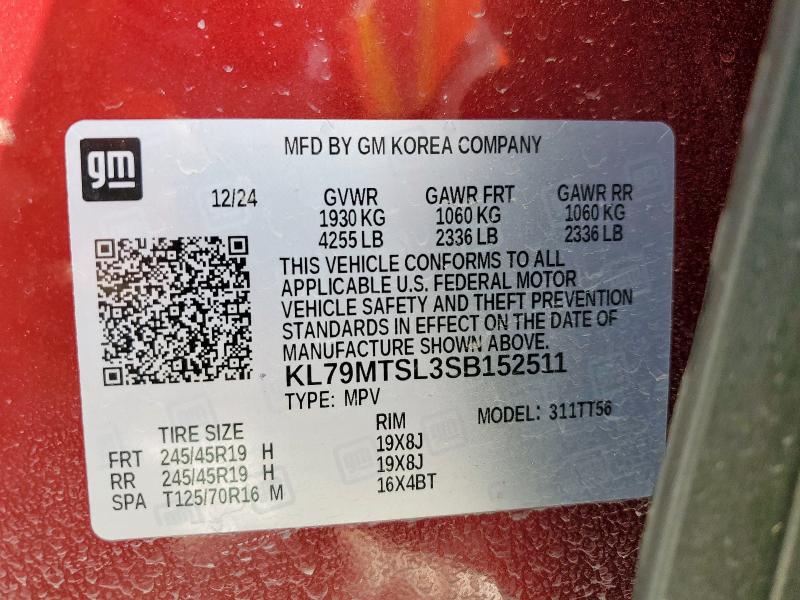 gm
MFD BY GM KOREA COMPANY
12/24 GVWR GAWR FRT GAWR RR
1930 KG 1060 KG 1060 KG
4255 LB 2336 LB 2336 LB
THIS VEHICLE CONFORMS TO ALL
APPLICABLE U.S. FEDERAL MOTOR
VEHICLE SAFETY AND THEFT PREVENTION
STANDARDS IN EFFECT ON THE DATE OF
MANUFACTURE SHOWN ABOVE.
KL79MTSL3SB152511
TYPE: MPV MODEL: 311TT56
TIRE SIZE RIM
FRT 245/45R19 H 19X8J
RR 245/45R19 H 19X8J
SPA T125/70R16 M 16X4BT